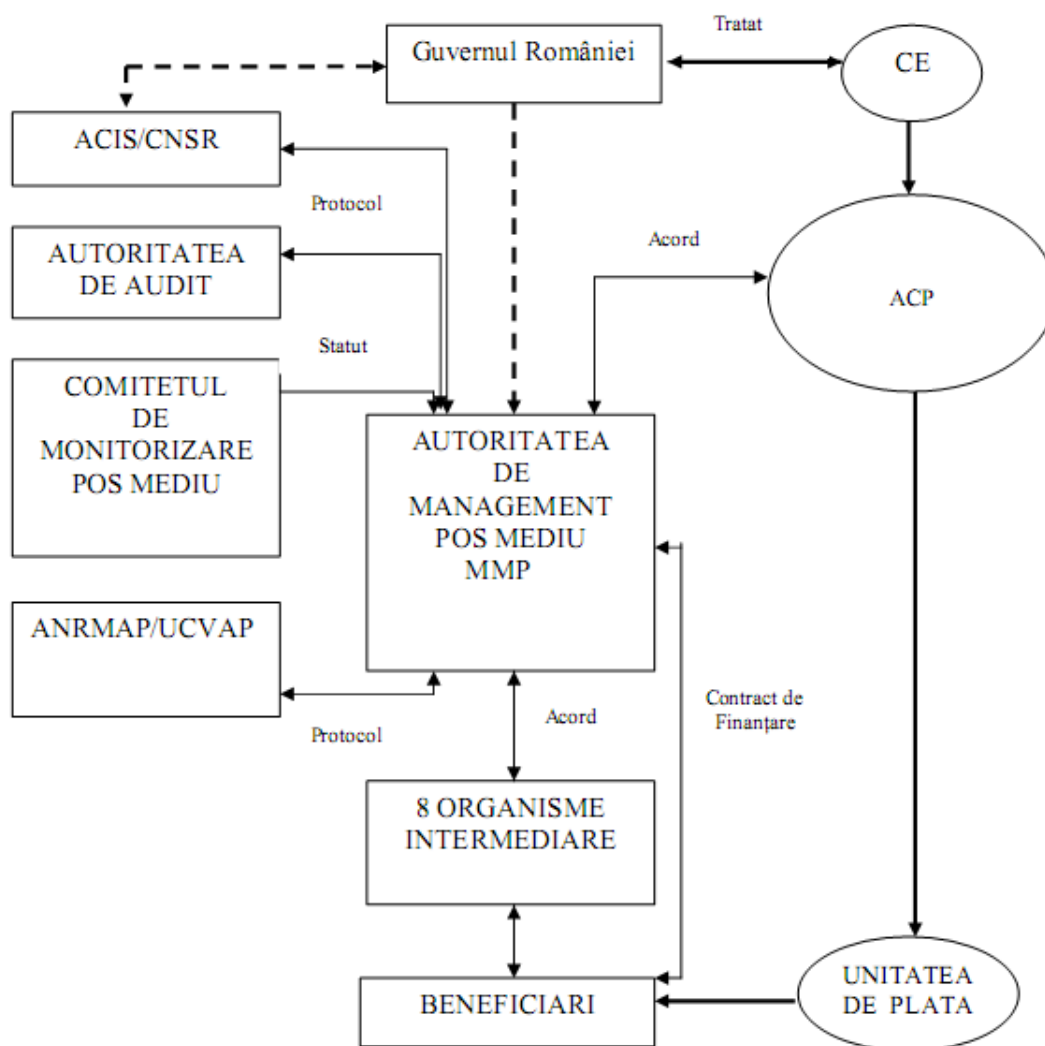 Tratat
Guvernul României
CE
ACIS/CNSR
Protocol
AUTORITATEA
DE AUDIT
Acord
ACP
Statut
COMITETUL
DE
MONITORIZARE
POS MEDIU
AUTORITATEA
DE
MANAGEMENT
POS MEDIU
MMP
ANRMAP/UCVAP
Protocol
Acord
Contract de
Finanțare
8 ORGANISME
INTERMEDIARE
BENEFICIARI
UNITATEA
DE PLATA